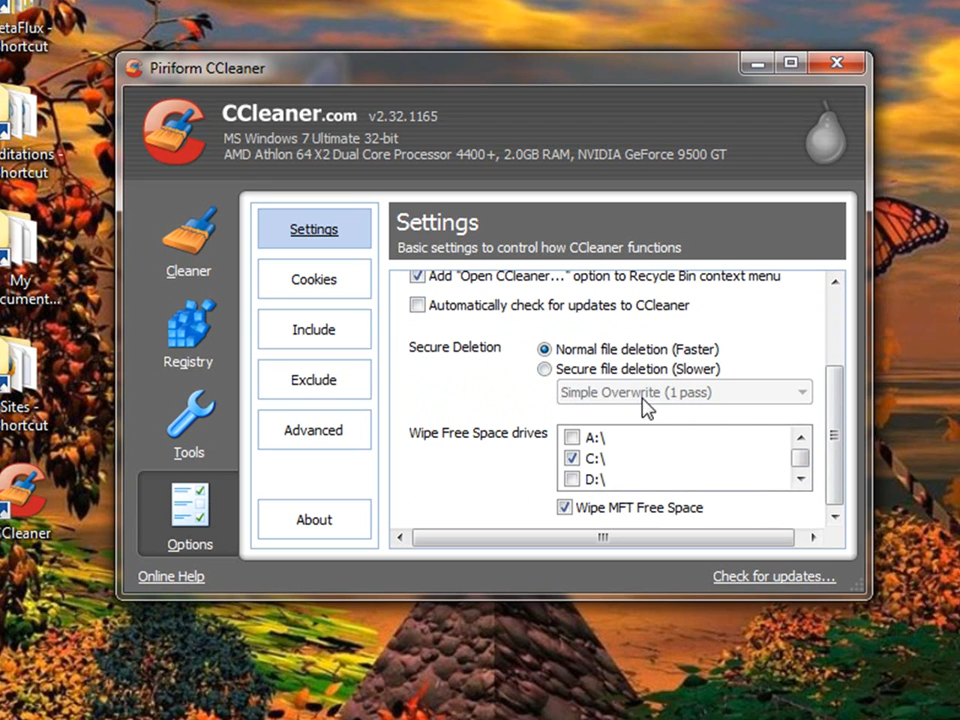 etaFlux -
hortcut
ditations -
hortcut
My
cument...
Sites -
hortcut
CCleaner
Piriform CCleaner
CCleaner.com v2.32.1165
MS Windows 7 Ultimate 32-bit
AMD Athlon 64 X2 Dual Core Processor 4400+, 2.0GB RAM, NVIDIA GeForce 9500 GT
Cleaner
Registry
Tools
Options
Settings
Cookies
Include
Exclude
Advanced
About
Settings
Basic settings to control how CCleaner functions
Add "Open CCleaner..." option to Recycle Bin context menu
Automatically check for updates to CCleaner
Secure Deletion
Normal file deletion (Faster)
Secure file deletion (Slower)
Simple Overwrite (1 pass)
Wipe Free Space drives
A:\
C:\
D:\
Wipe MFT Free Space
Online Help
Check for updates...